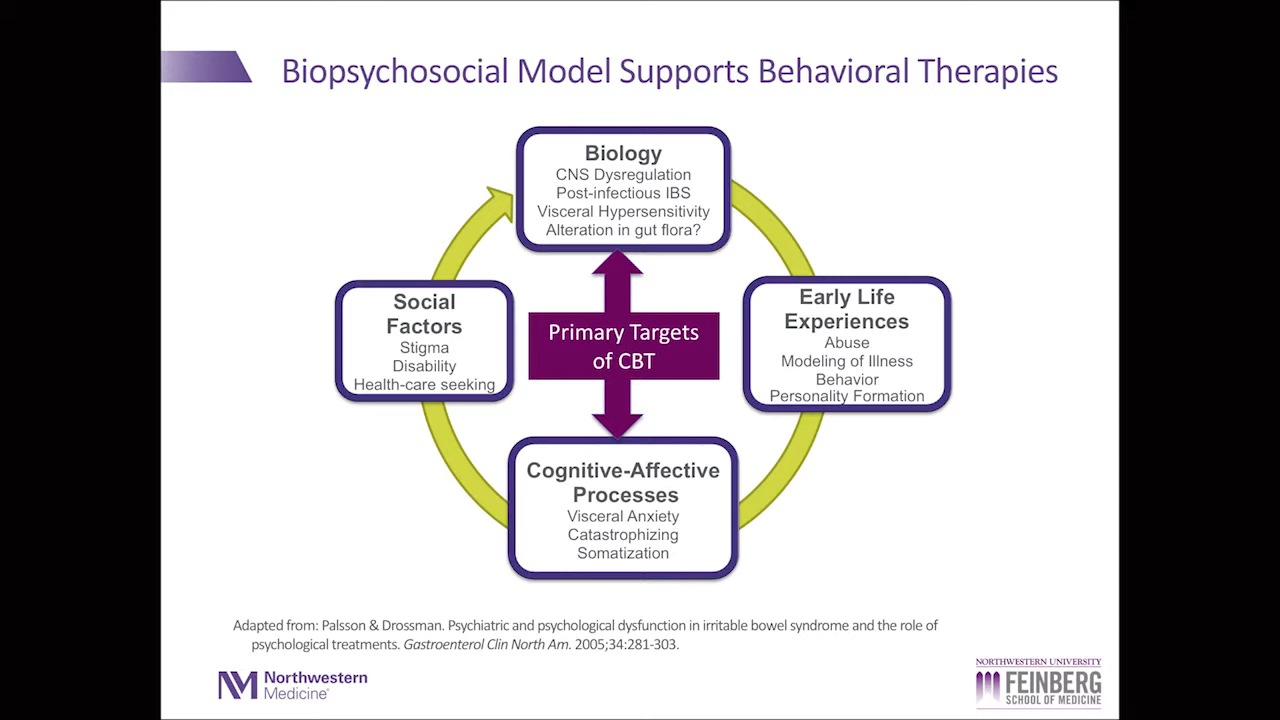 Biopsychosocial Model Supports Behavioral Therapies
Biology
CNS Dysregulation
Post-infectious IBS
Visceral Hypersensitivity
Alteration in gut flora?
Social
Factors
Stigma
Disability
Health-care seeking
Primary Targets
of CBT
Early Life
Experiences
Abuse
Modeling of Illness
Behavior
Personality Formation
Cognitive-Affective
Processes
Visceral Anxiety
Catastrophizing
Somatization
Adapted from: Palsson & Drossman. Psychiatric and psychological dysfunction in irritable bowel syndrome and the role of
psychological treatments. Gastroenterol Clin North Am. 2005;34:281-303.
Northwestern
Medicine®
NORTHWESTERN UNIVERSITY
FEINBERG
SCHOOL OF MEDICINE